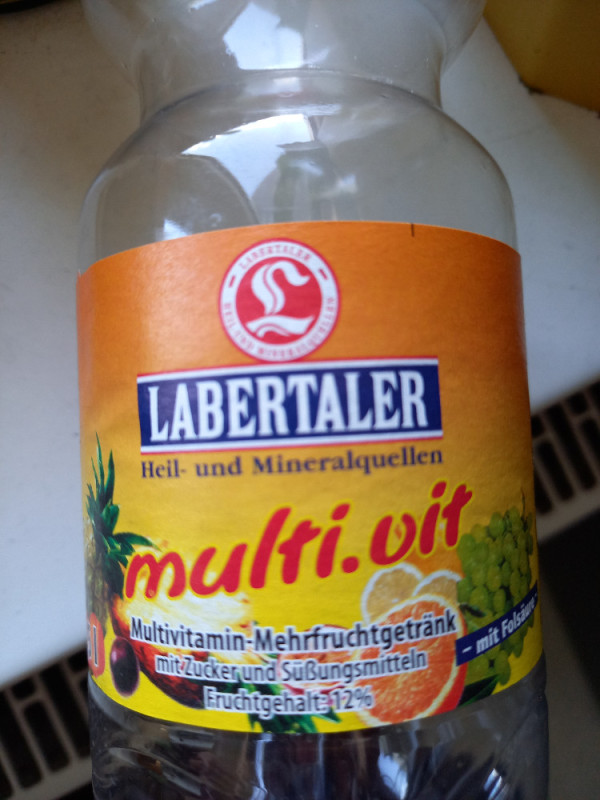 LABERTALER
HEIL- UND MINERALQUELLEN
L
LABERTALER
Heil- und Mineralquellen
multi.vit
Multivitamin-Mehrfruchtgetränk
mit Zucker und Süßungsmitteln
Fruchtgehalt: 12%
– mit Folsäure